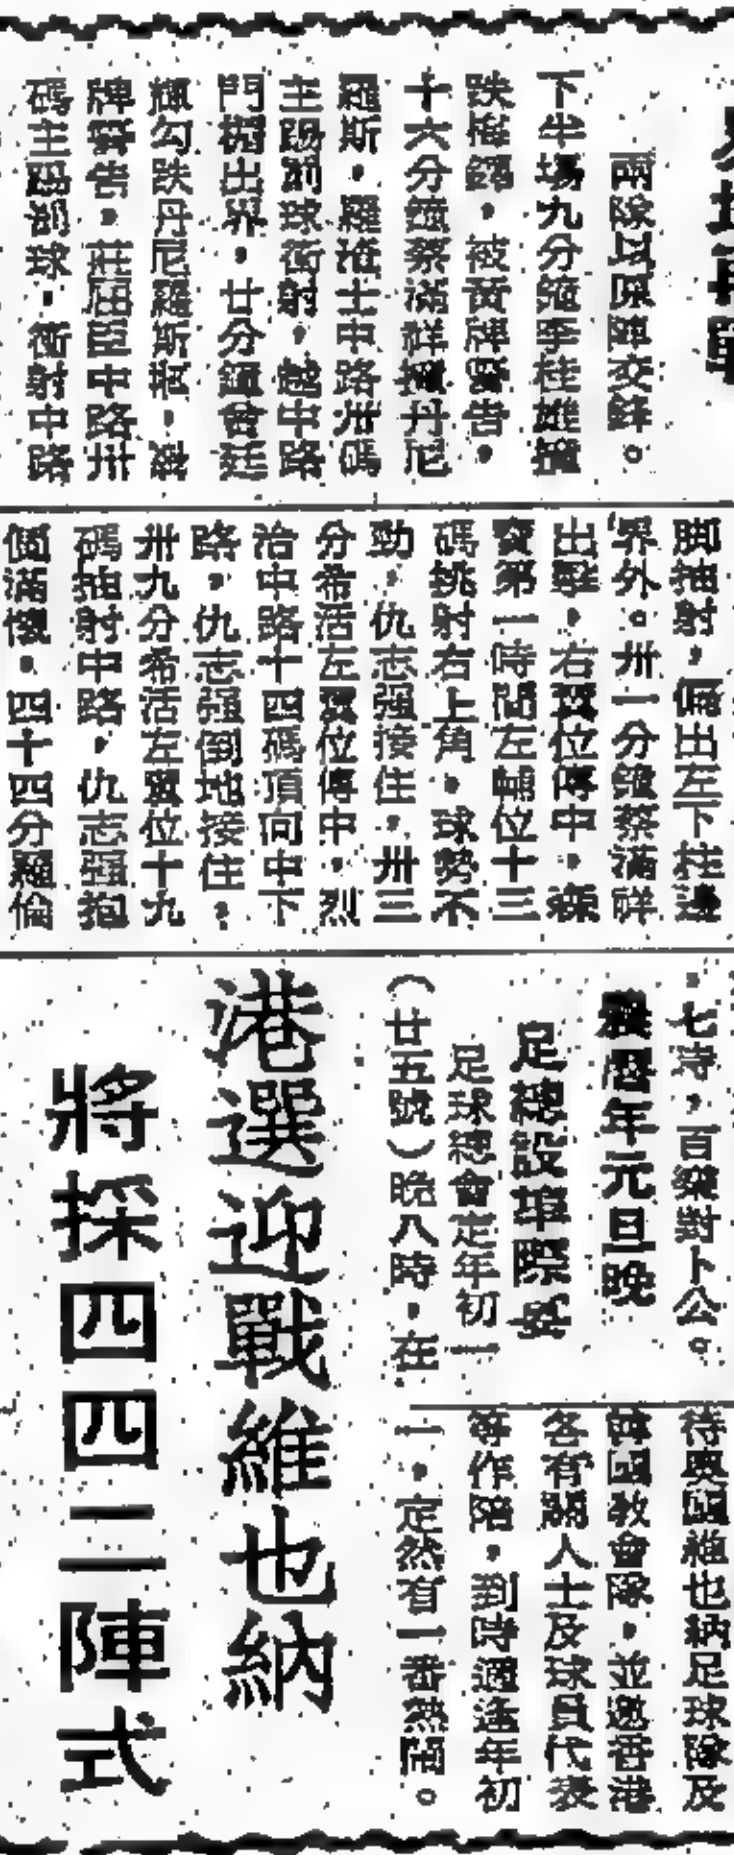 兩隊以原陣交鋒。
下半場九分鐘李桂雄攔
跌梅鐸，被黃牌警告，
十六分鐘蔡滿祥攔丹尼
羅斯，羅拔士中路卅碼
主踢罰球衝射，越中路
門楣出界，廿分鐘曾廷
輝勾跌丹尼羅斯
牌警告，莊屈臣中路卅
碼主踢罰球，衝射中路
脚抽射，偏出左下柱邊
界外。卅一分鐘蔡滿祥
出擊，右翼位傳中，森
第一時間左輔位十三
碼挑射右上角，球勢不
勁，仇志强接住，卅三
分希活左翼位傳中，烈
治中路十四碼頂向中下
路，仇志强倒地接住，
卅九分希活左翼位十九
碼抽射中路，仇志强抱
個滿懷，四十四分羅倫
，七時，百樂對卜公。
農曆年元旦晚
足總設埠際宴
足球總會定年初一
（廿五號）晚八時，在
待奧國維也納足球隊及
韓國教會隊，並邀香港
各有關人士及球員代表
等作陪，到時適逢年初
一，定然有一番熱鬧。
港選迎戰維也納
將採四四二陣式